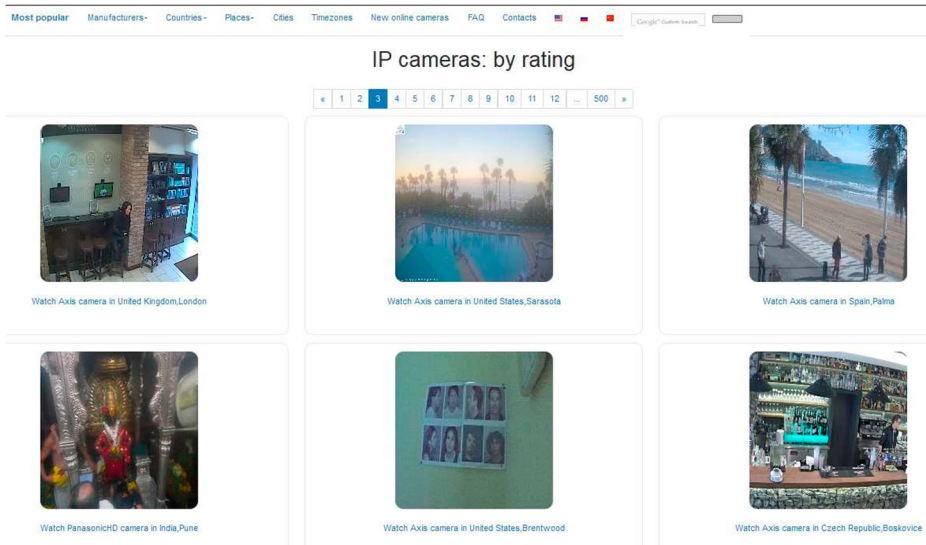 Most popular Manufacturers- Countries- Places- Cities Timezones New online cameras FAQ Contacts Google™ Custom Search
IP cameras: by rating
« 1 2 3 4 5 6 7 8 9 10 11 12 ... 500 »
Watch Axis camera in United Kingdom,London
Watch Axis camera in United States,Sarasota
Watch Axis camera in Spain,Palma
Watch PanasonicHD camera in India,Pune
Watch Axis camera in United States,Brentwood
Watch Axis camera in Czech Republic,Boskovice